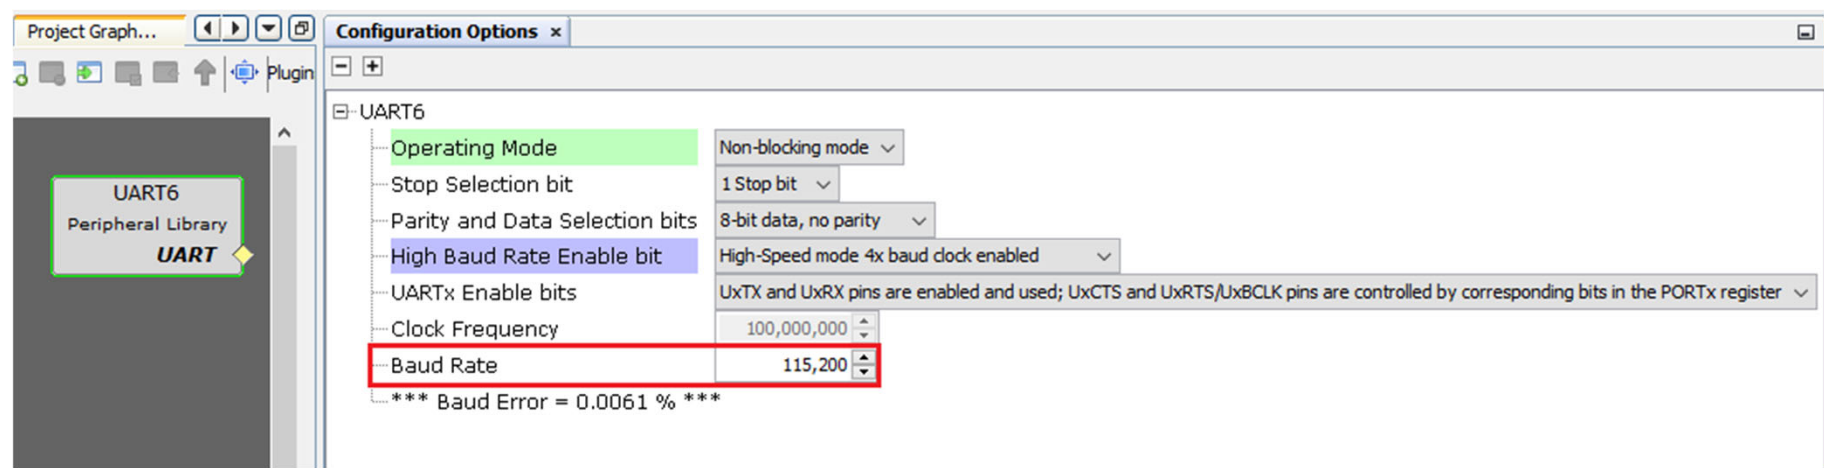 Project Graph...
Configuration Options ×
Plugin
UART6
Operating Mode Non-blocking mode
Stop Selection bit 1 Stop bit
Parity and Data Selection bits 8-bit data, no parity
High Baud Rate Enable bit High-Speed mode 4x baud clock enabled
UARTx Enable bits UxTX and UxRX pins are enabled and used; UxCTS and UxRTS/UxBCLK pins are controlled by corresponding bits in the PORTx register
Clock Frequency 100,000,000
Baud Rate 115,200
*** Baud Error = 0.0061 % ***
UART6
Peripheral Library
UART